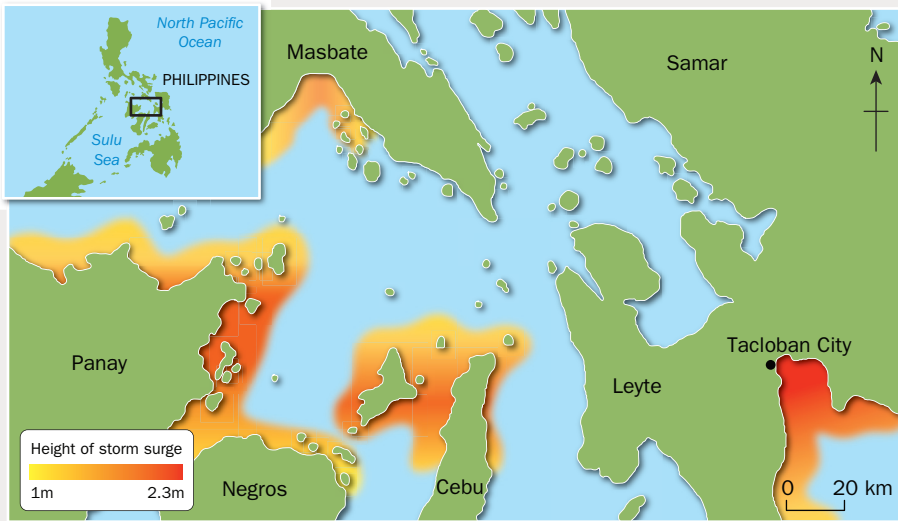 North Pacific
Ocean
PHILIPPINES
Sulu
Sea
Masbate
Samar
N
Panay
Tacloban City
Leyte
Height of storm surge
1m 2.3m
Negros
Cebu
0 20 km